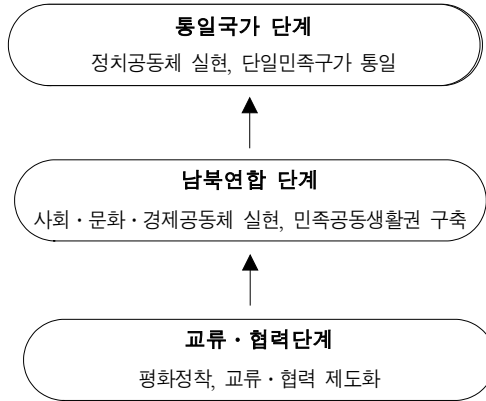 통일국가 단계
정치공동체 실현, 단일민족구가 통일
남북연합 단계
사회·문화·경제공동체 실현, 민족공동생활권 구축
교류·협력단계
평화정착, 교류·협력 제도화